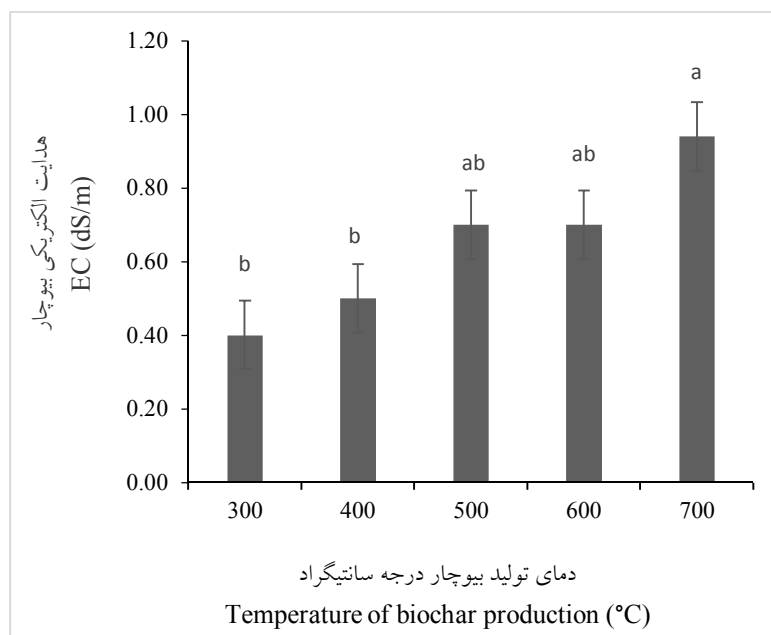 هدایت الکتریکی بیوچار
EC (dS/m)
1.20
1.00
0.80
0.60
0.40
0.20
0.00
b
b
ab
ab
a
300
400
500
600
700
دمای تولید بیوچار درجه سانتیگراد
Temperature of biochar production (°C)